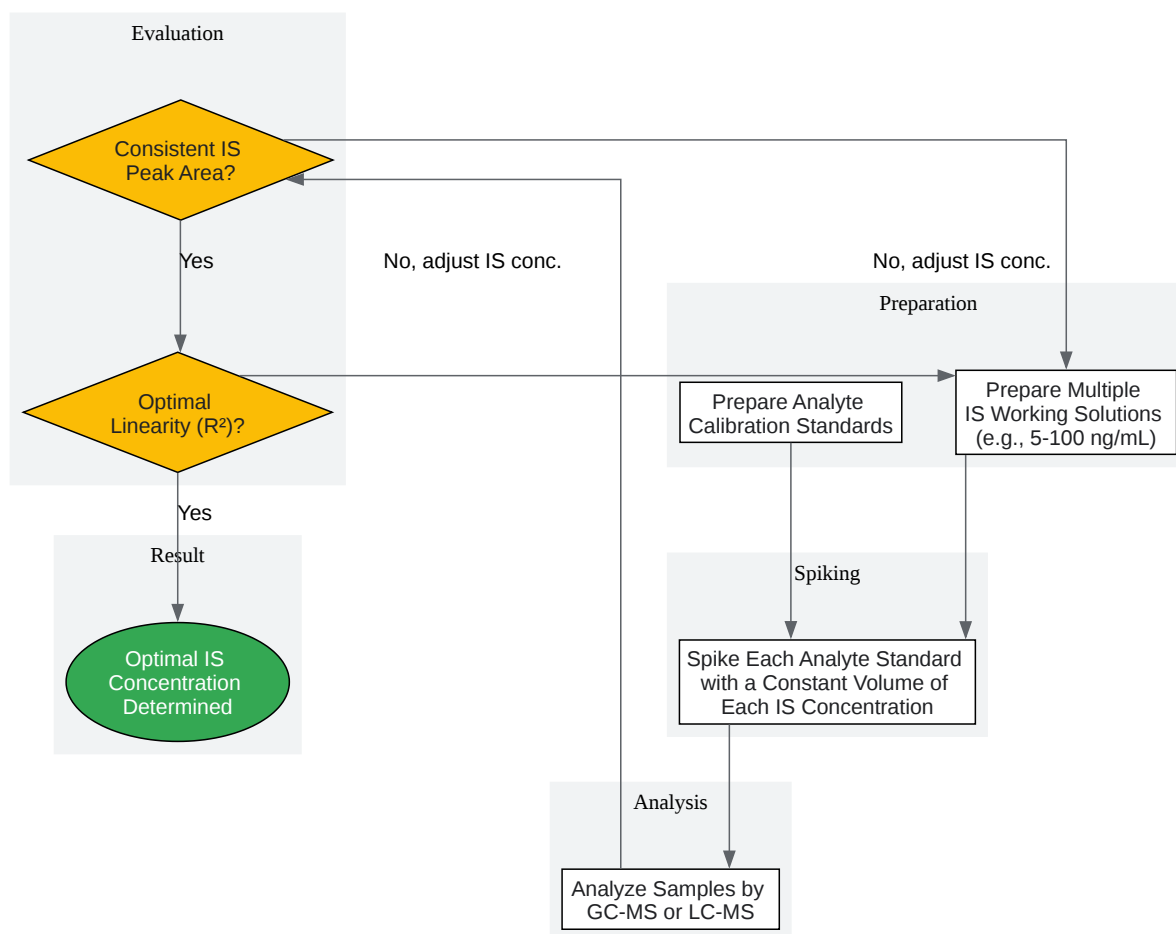 Evaluation
Consistent IS
Peak Area?
Yes
No, adjust IS conc.
No, adjust IS conc.
Preparation
Optimal
Linearity (R²)?
Prepare Analyte
Calibration Standards
Prepare Multiple
IS Working Solutions
(e.g., 5-100 ng/mL)
Yes
Result
Spiking
Optimal IS
Concentration
Determined
Spike Each Analyte Standard
with a Constant Volume of
Each IS Concentration
Analysis
Analyze Samples by
GC-MS or LC-MS